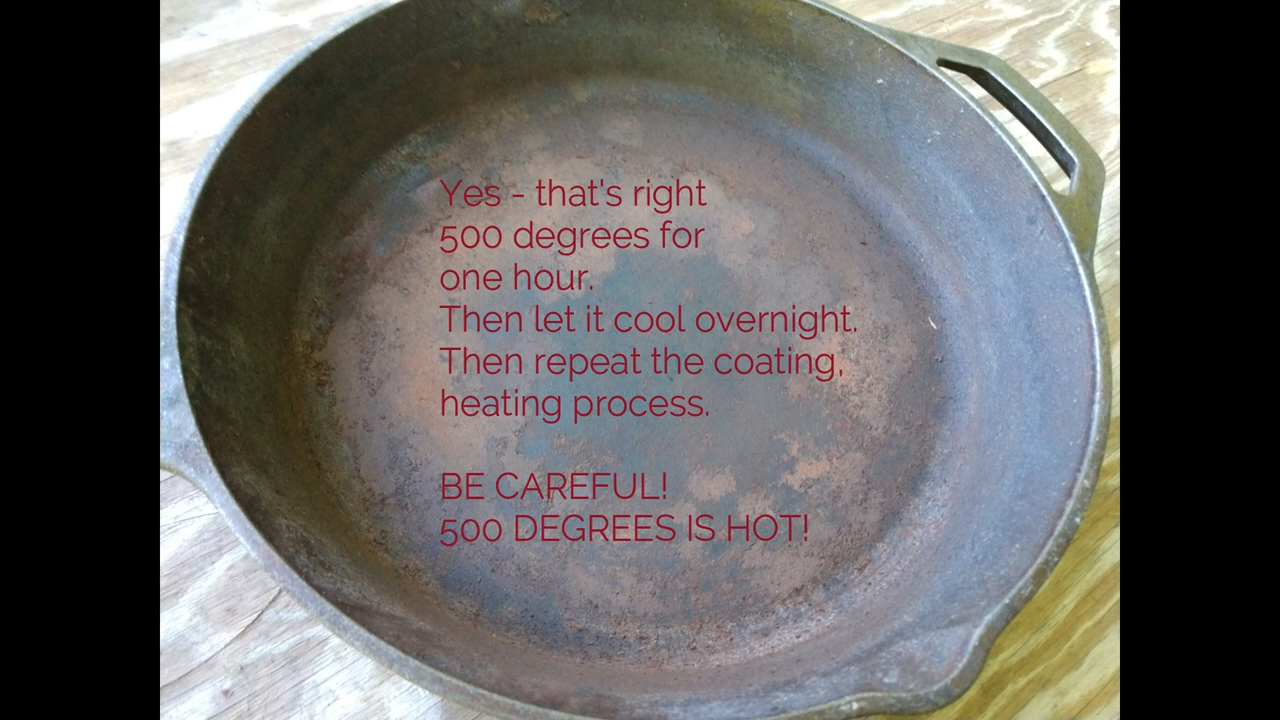 Yes - that's right
500 degrees for
one hour.
Then let it cool overnight.
Then repeat the coating,
heating process.
BE CAREFUL!
500 DEGREES IS HOT!